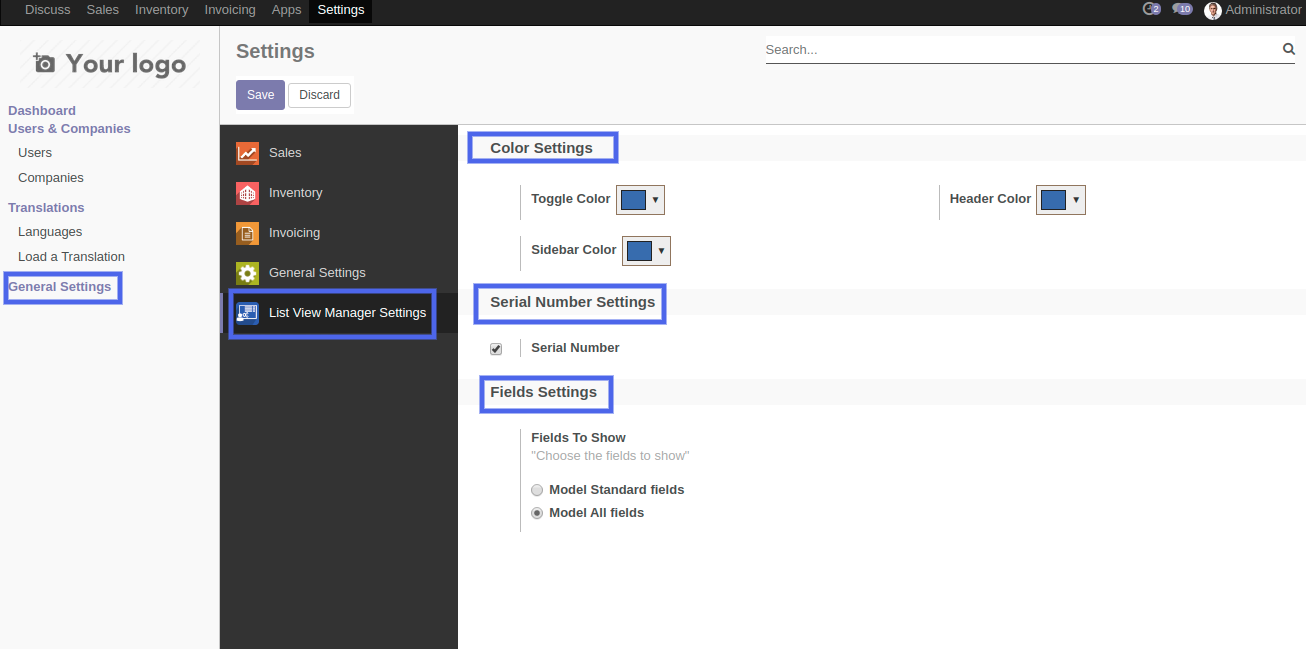 Discuss Sales Inventory Invoicing Apps Settings 2 10 Administrator
Your logo
Dashboard
Users & Companies
Users
Companies
Translations
Languages
Load a Translation
General Settings
Settings
Search...
Save Discard
Sales
Inventory
Invoicing
General Settings
List View Manager Settings
Color Settings
Toggle Color
Header Color
Sidebar Color
Serial Number Settings
Serial Number
Fields Settings
Fields To Show
"Choose the fields to show"
Model Standard fields
Model All fields